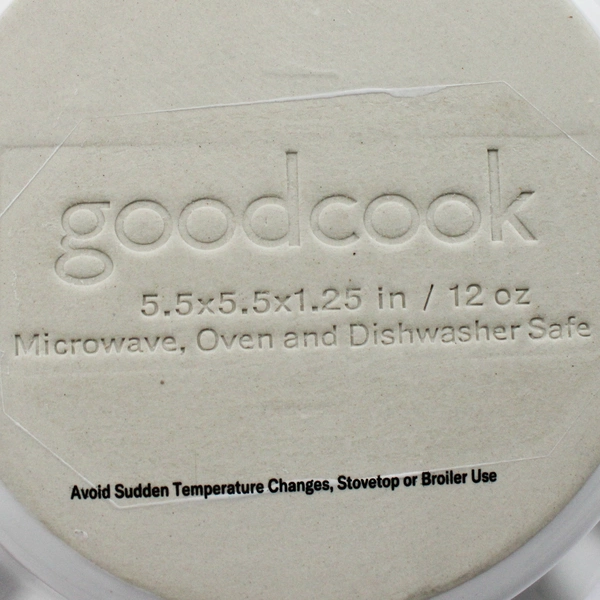 goodcook
5.5x5.5x1.25 in / 12 oz
Microwave, Oven and Dishwasher Safe
Avoid Sudden Temperature Changes, Stovetop or Broiler Use